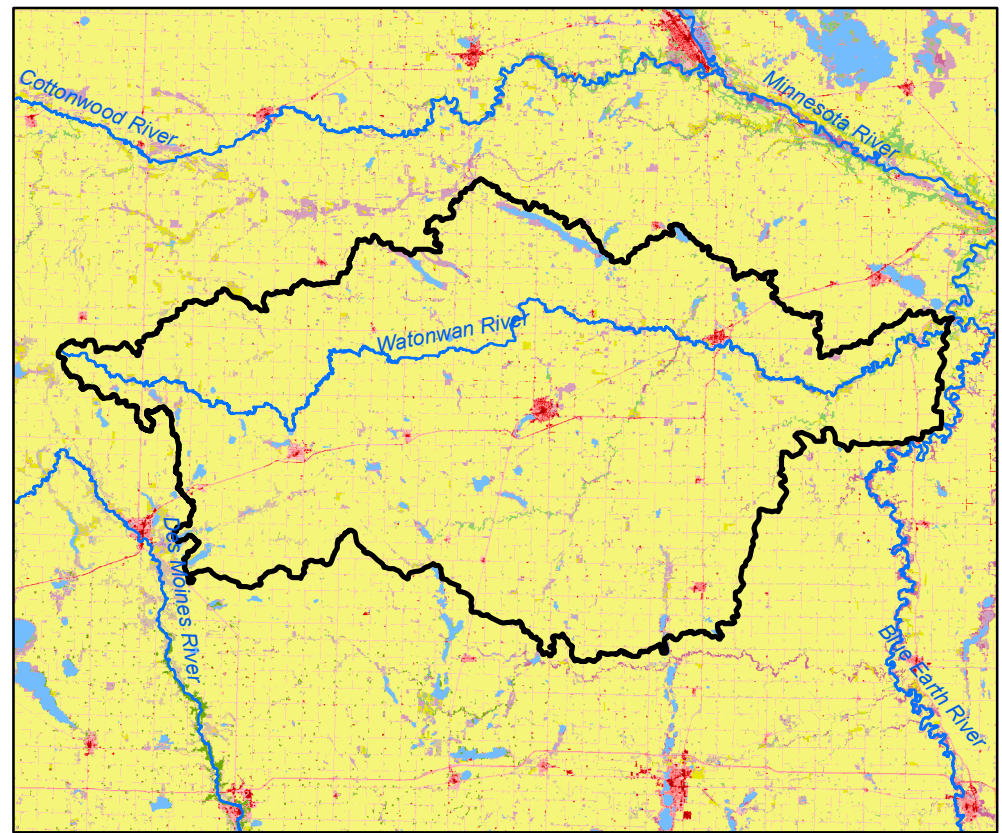 Cottonwood River
Minnesota River
Watonwan River
Des Moines River
Blue Earth River